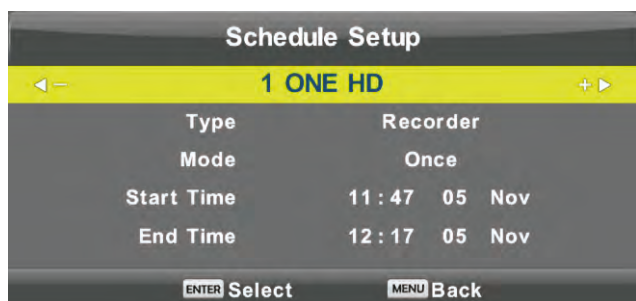 Schedule Setup
◀ − 1 ONE HD + ▶
Type Recorder
Mode Once
Start Time 11 : 47 05 Nov
End Time 12 : 17 05 Nov
ENTER Select MENU Back